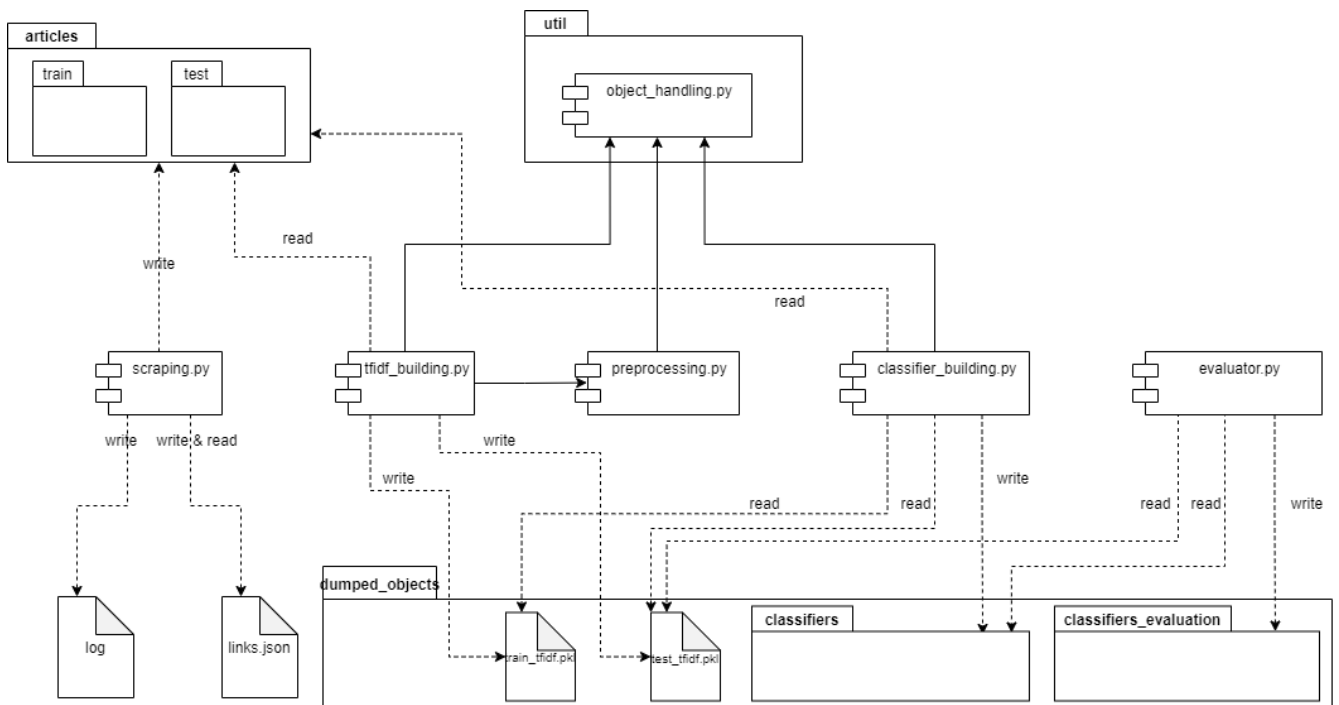 util
articles
train
test
object_handling.py
read
write
read
scraping.py
tfidf_building.py
preprocessing.py
classifier_building.py
evaluator.py
write
write & read
write
write
read
read
write
read
read
write
dumped_objects
log
links.json
train_tfidf.pkl
test_tfidf.pkl
classifiers
classifiers_evaluation